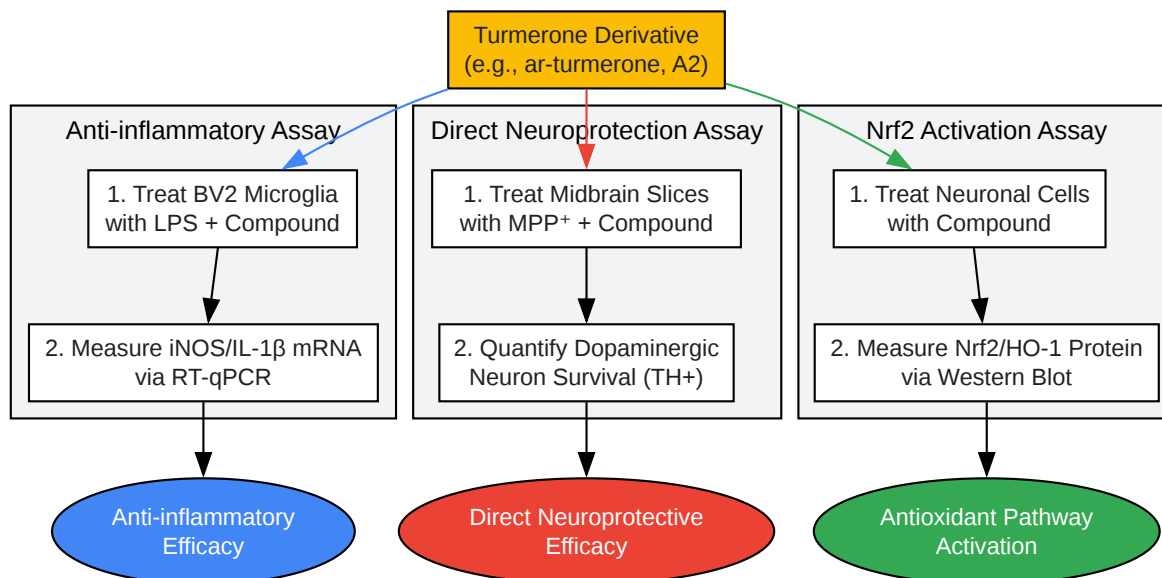 Turmerone Derivative
(e.g., ar-turmerone, A2)
Anti-inflammatory Assay
1. Treat BV2 Microglia
with LPS + Compound
2. Measure iNOS/IL-1β mRNA
via RT-qPCR
Anti-inflammatory
Efficacy
Direct Neuroprotection Assay
1. Treat Midbrain Slices
with MPP⁺ + Compound
2. Quantify Dopaminergic
Neuron Survival (TH+)
Direct Neuroprotective
Efficacy
Nrf2 Activation Assay
1. Treat Neuronal Cells
with Compound
2. Measure Nrf2/HO-1 Protein
via Western Blot
Antioxidant Pathway
Activation